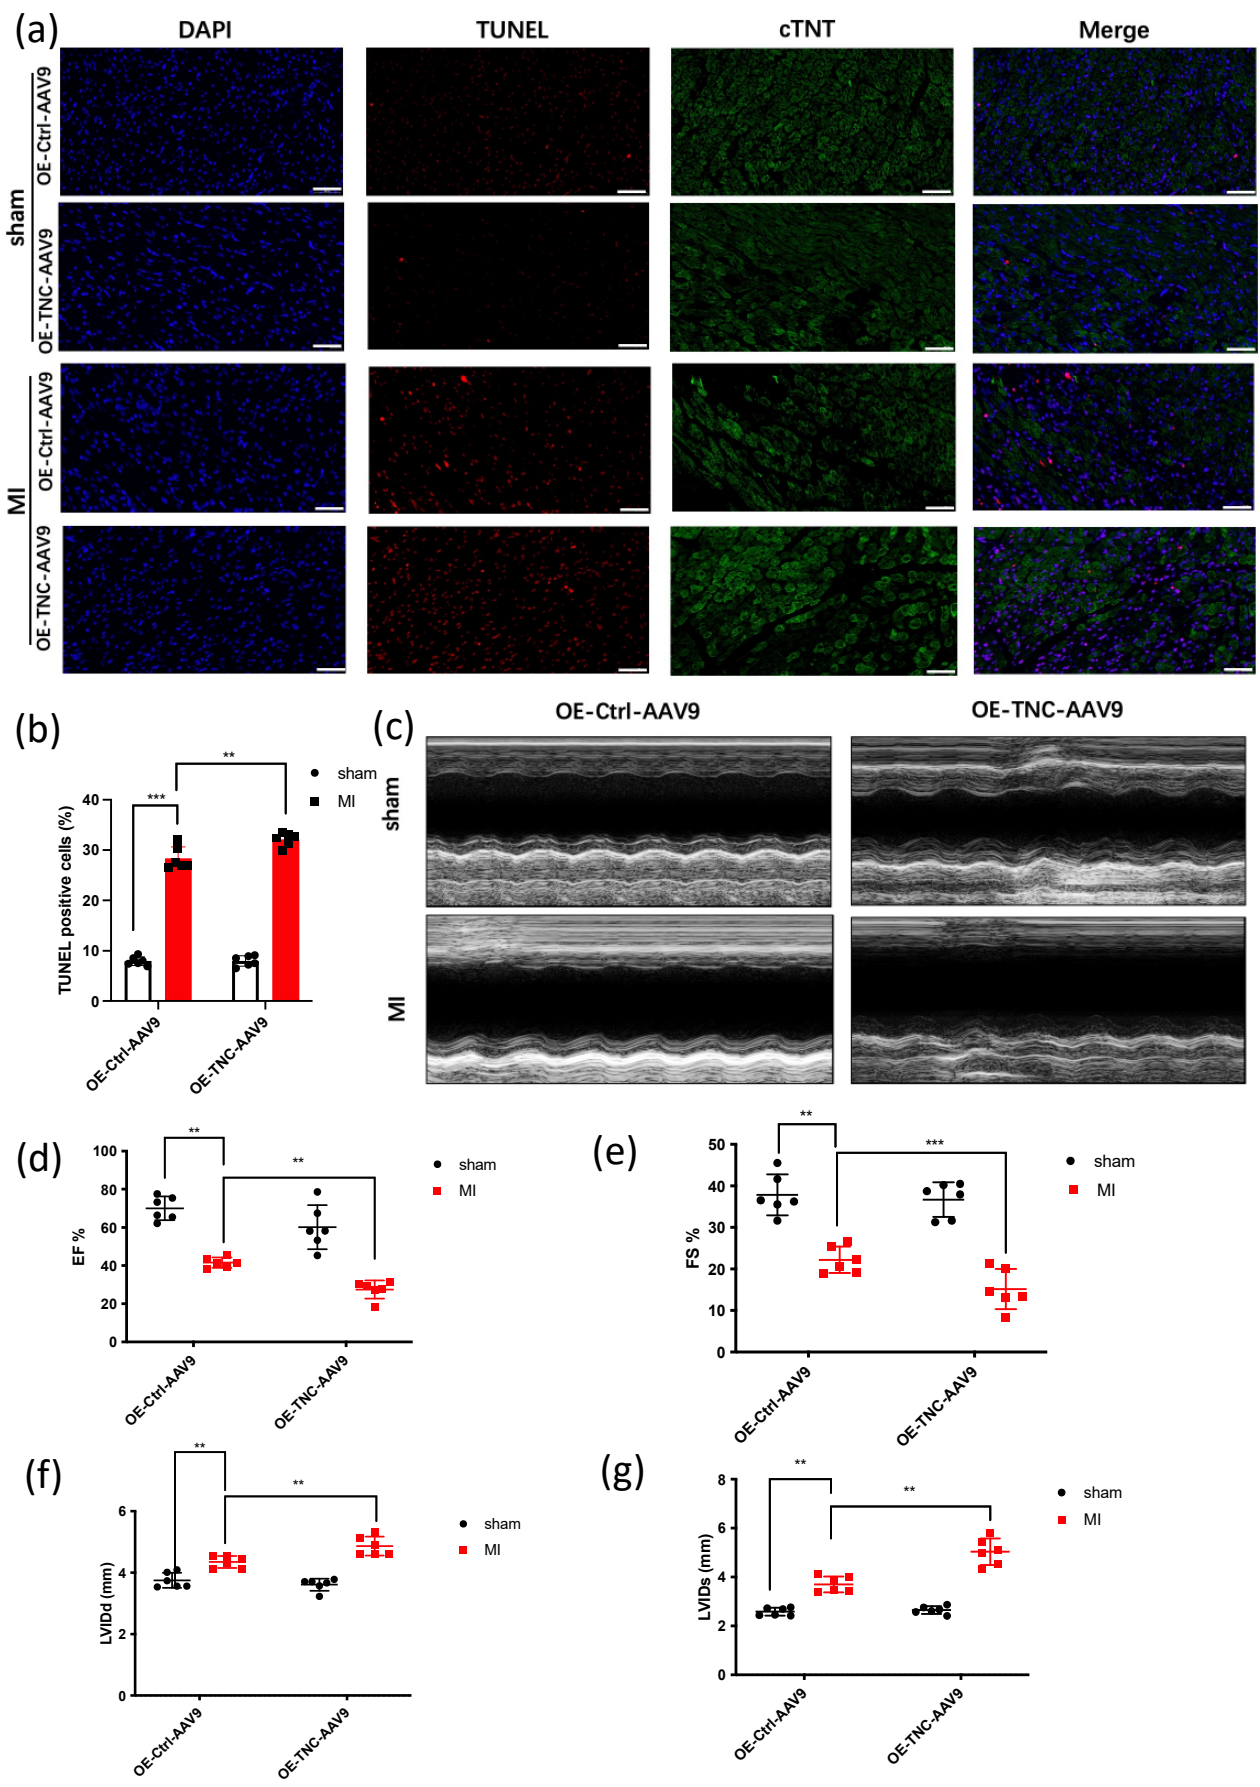 (a)
DAPI TUNEL cTNT Merge
sham
OE-Ctrl-AAV9
OE-TNC-AAV9
MI
OE-Ctrl-AAV9
OE-TNC-AAV9
(b)
**
***
sham
MI
TUNEL positive cells (%)
40
30
20
10
0
OE-Ctrl-AAV9
OE-TNC-AAV9
(c)
OE-Ctrl-AAV9 OE-TNC-AAV9
sham
MI
(d)
**
**
sham
MI
EF %
100
80
60
40
20
0
OE-Ctrl-AAV9
OE-TNC-AAV9
(e)
**
***
sham
MI
FS %
50
40
30
20
10
0
OE-Ctrl-AAV9
OE-TNC-AAV9
(f)
**
**
sham
MI
LVIDd (mm)
6
4
2
0
OE-Ctrl-AAV9
OE-TNC-AAV9
(g)
**
**
sham
MI
LVIDs (mm)
8
6
4
2
0
OE-Ctrl-AAV9
OE-TNC-AAV9